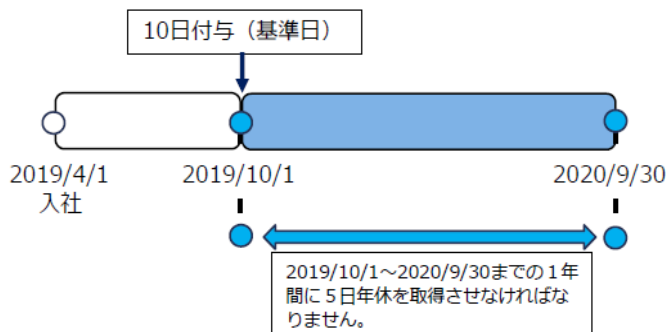 10日付与（基準日）
2019/4/1
入社
2019/10/1
2020/9/30
2019/10/1～2020/9/30までの１年
間に５日年休を取得させなければな
りません。